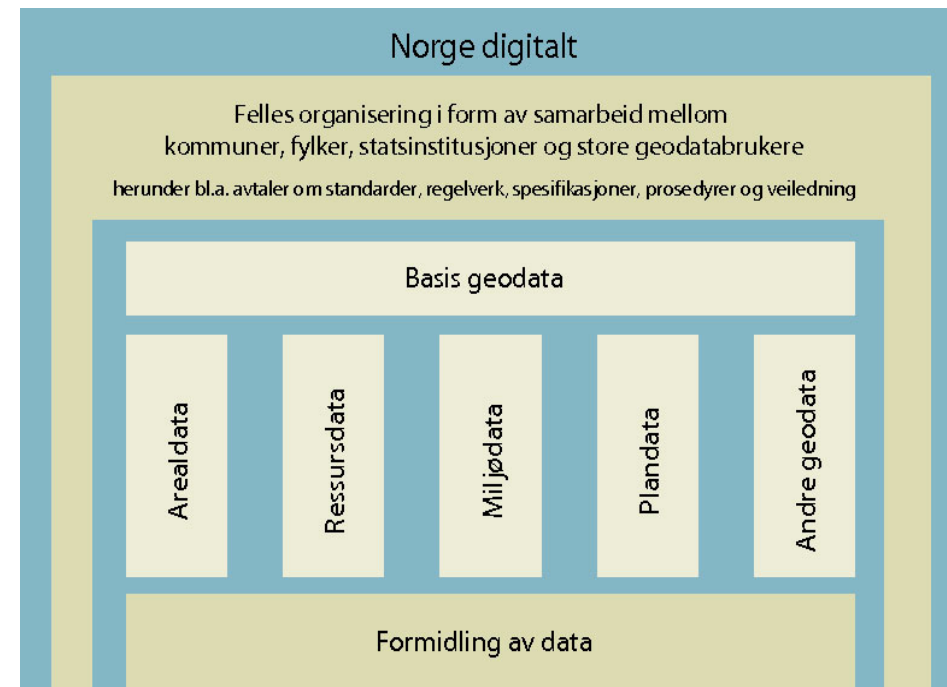 Norge digitalt
Felles organisering i form av samarbeid mellom
kommuner, fylker, statsinstitusjoner og store geodatabrukere
herunder bl.a. avtaler om standarder, regelverk, spesifikasjoner, prosedyrer og veiledning
Basis geodata
Arealdata
Ressursdata
Miljødata
Plandata
Andre geodata
Formidling av data